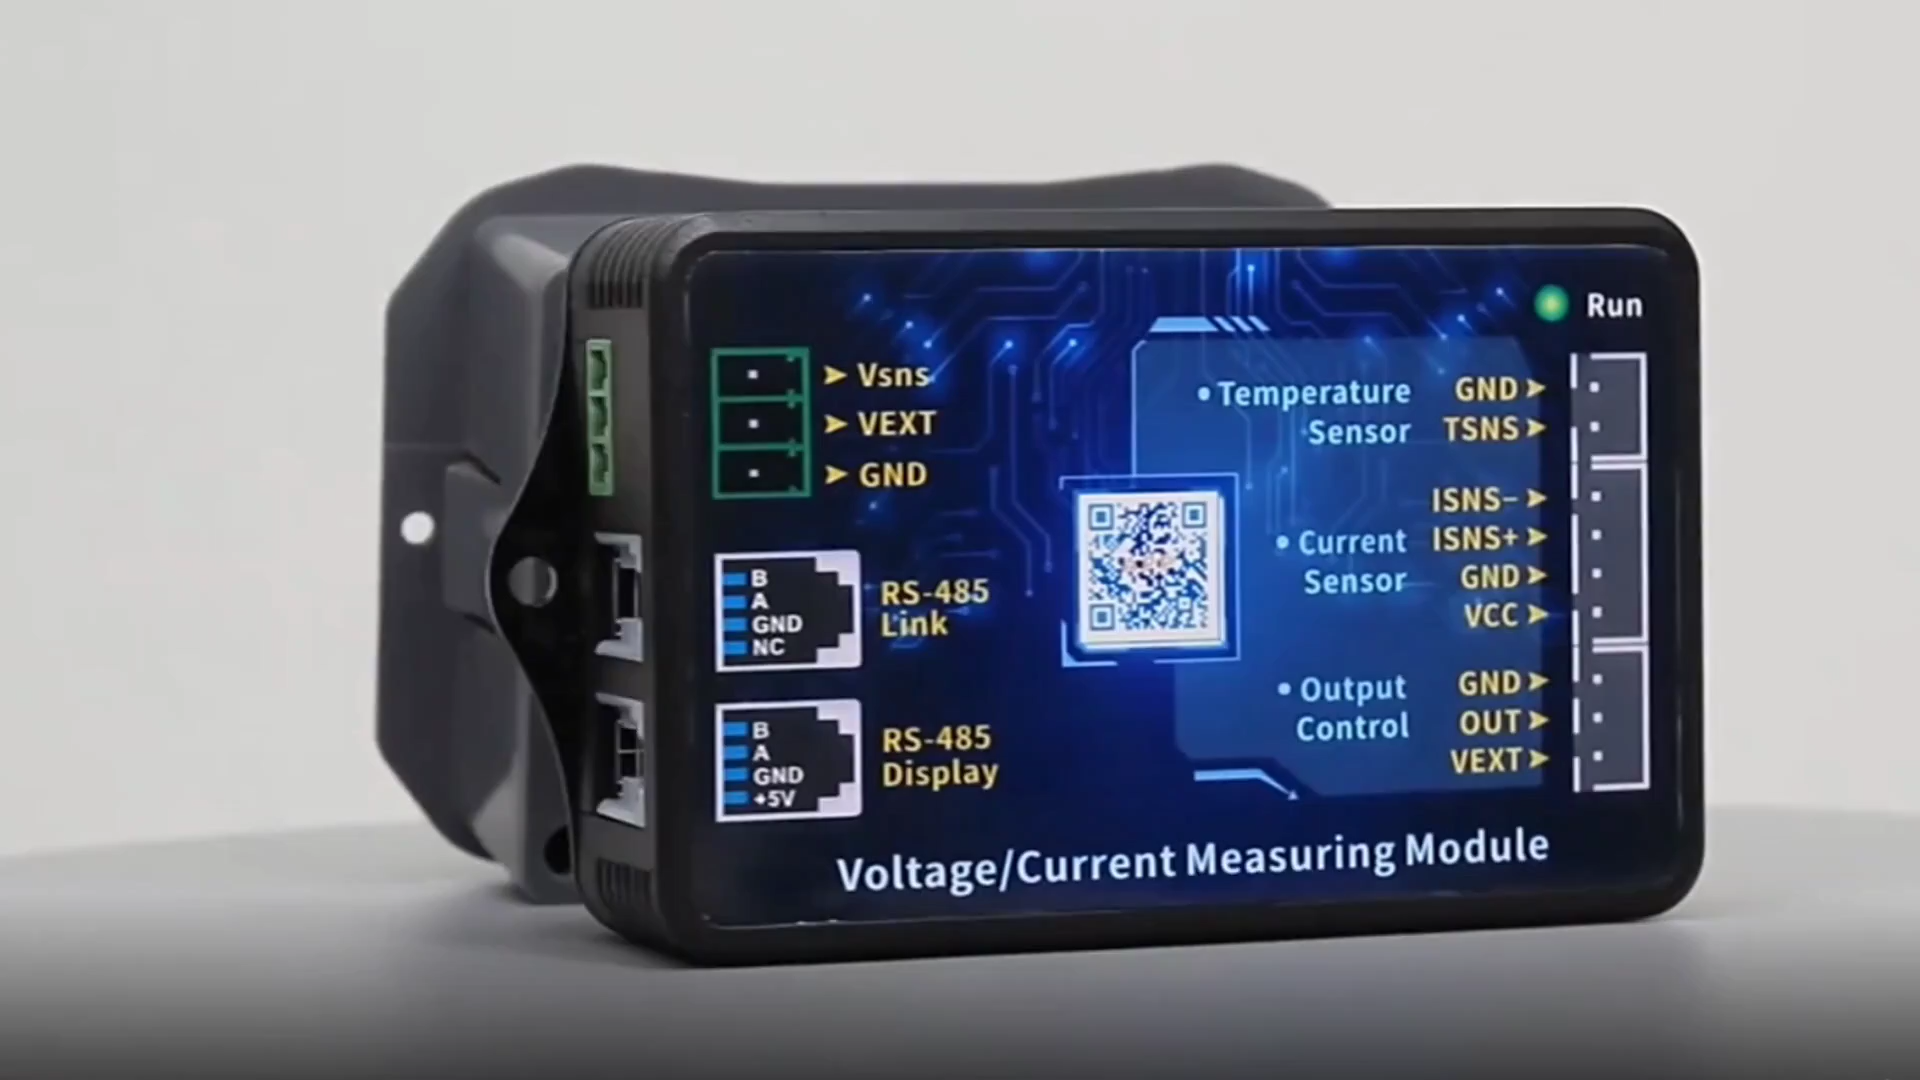 Run
Vsns
VEXT
GND
B
A
GND
NC
RS-485
Link
B
A
GND
+5V
RS-485
Display
• Temperature
Sensor
GND
TSNS
• Current
Sensor
ISNS–
ISNS+
GND
VCC
• Output
Control
GND
OUT
VEXT
Voltage/Current Measuring Module